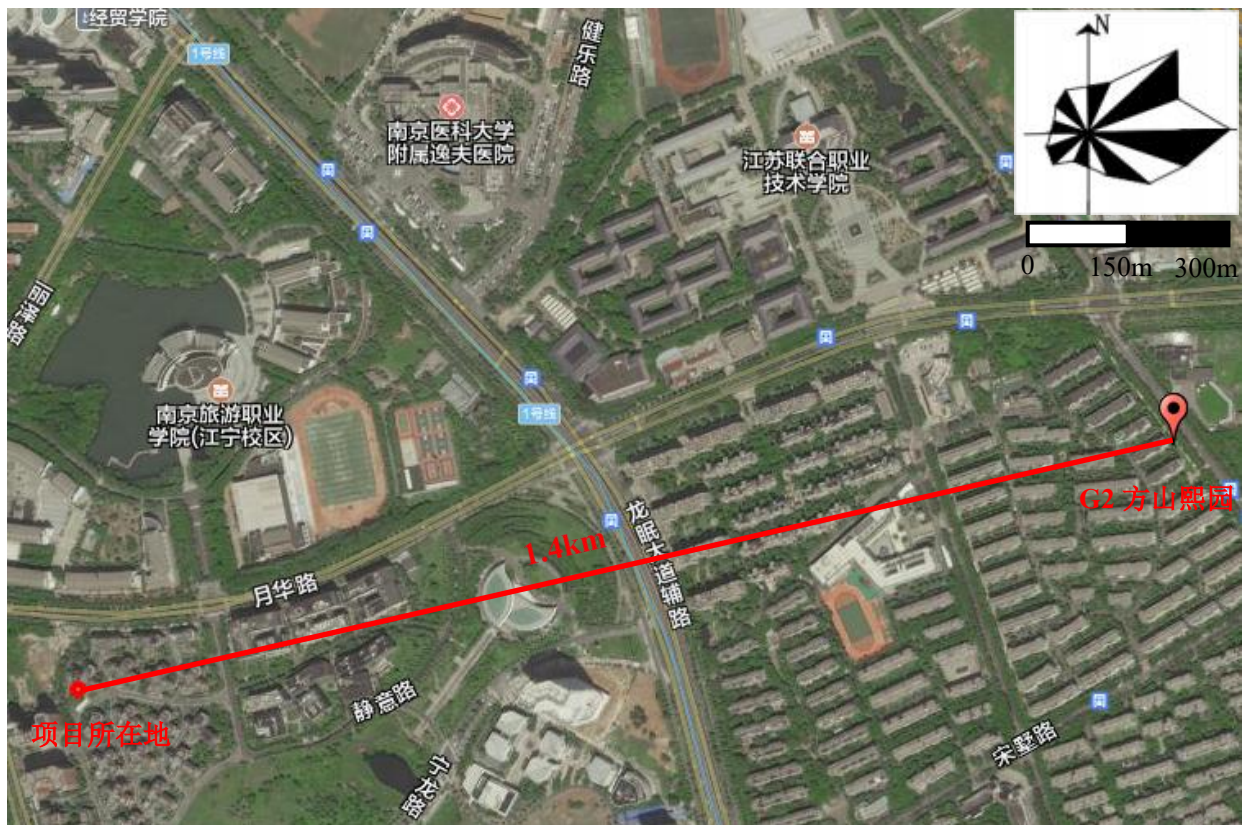 经贸学院
1号线
健乐路
N
南京医科大学
附属逸夫医院
江苏联合职业
技术学院
0 150m 300m
南京旅游职业
学院(江宁校区)
1号线
G2 方山熙园
龙眠大道辅路
1.4km
月华路
静意路
项目所在地
宁龙路
宋墅路